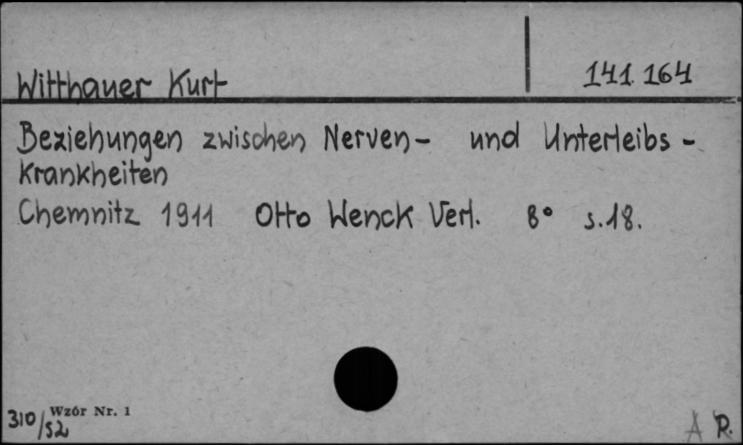 Witthauer Kurt
141 164
Beziehungen zwischen Nerven- und Unterleibs-
krankheiten
Chemnitz 1911 Otto Wenck Verl. 8° s.18.
310/52 Wzór Nr. 1
A R.